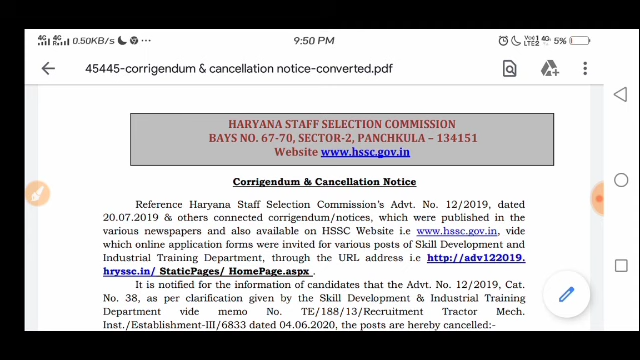 4G 4G 0.50KB/s ...
9:50 PM
4G 5%
45445-corrigendum & cancellation notice-converted.pdf
HARYANA STAFF SELECTION COMMISSION
BAYS NO. 67-70, SECTOR-2, PANCHKULA – 134151
Website www.hssc.gov.in
Corrigendum & Cancellation Notice
Reference Haryana Staff Selection Commission's Advt. No. 12/2019, dated
20.07.2019 & others connected corrigendum/notices, which were published in the
various newspapers and also available on HSSC Website i.e www.hssc.gov.in, vide
which online application forms were invited for various posts of Skill Development and
Industrial Training Department, through the URL address i.e http://adv122019.
hryssc.in/ StaticPages/ HomePage.aspx .
It is notified for the information of candidates that the Advt. No. 12/2019, Cat.
No. 38, as per clarification given by the Skill Development & Industrial Training
Department vide memo No. TE/188/13/Recruitment Tractor Mech.
Inst./Establishment-III/6833 dated 04.06.2020, the posts are hereby cancelled:-